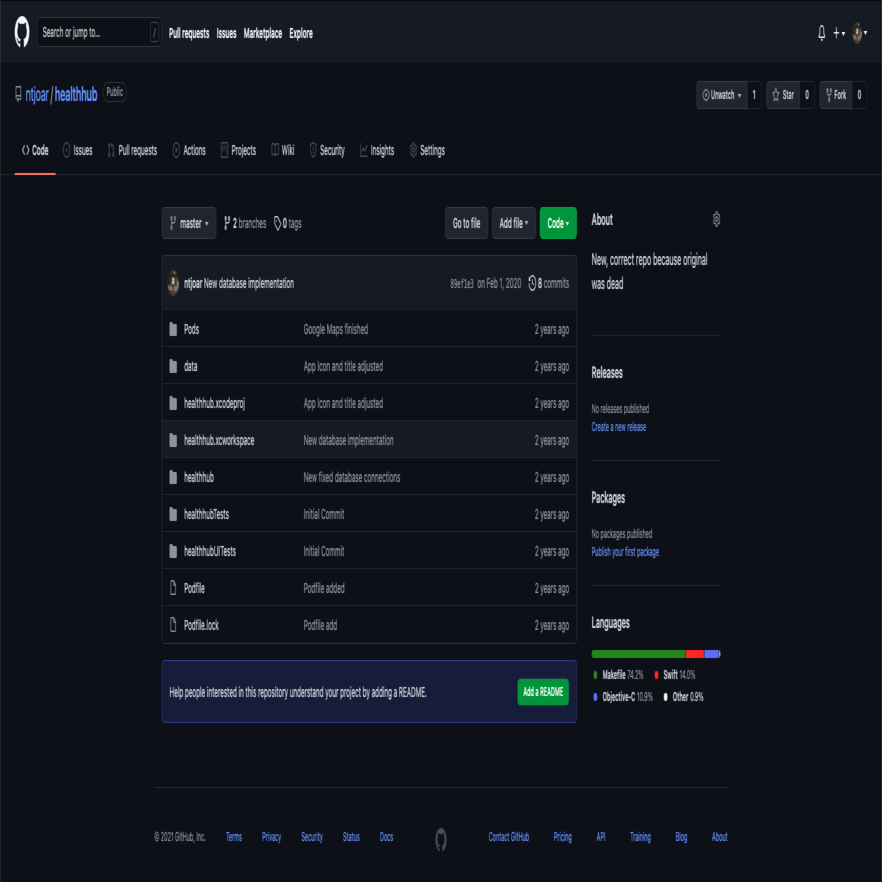 Search or jump to... / Pull requests Issues Marketplace Explore
ntjoar / healthhub Public Unwatch 1 Star 0 Fork 0
Code Issues Pull requests Actions Projects Wiki Security Insights Settings
master 2 branches 0 tags Go to file Add file Code
ntjoar New database implementation 89ef1e3 on Feb 1, 2020 8 commits
Pods Google Maps finished 2 years ago
data App Icon and title adjusted 2 years ago
healthhub.xcodeproj App Icon and title adjusted 2 years ago
healthhub.xcworkspace New database implementation 2 years ago
healthhub New fixed database connections 2 years ago
healthhubTests Initial Commit 2 years ago
healthhubUITests Initial Commit 2 years ago
Podfile Podfile added 2 years ago
Podfile.lock Podfile add 2 years ago
Help people interested in this repository understand your project by adding a README. Add a README
About
New, correct repo because original
was dead
Releases
No releases published
Create a new release
Packages
No packages published
Publish your first package
Languages
Makefile 74.2% Swift 14.0%
Objective-C 10.9% Other 0.9%
© 2021 GitHub, Inc. Terms Privacy Security Status Docs Contact GitHub Pricing API Training Blog About